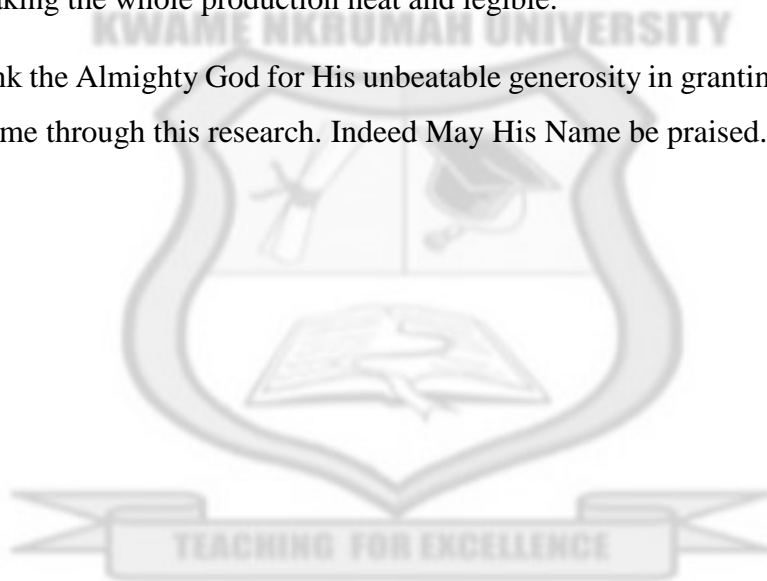 king the whole production neat and legible.
KWAME NKRUMAH UNIVERSITY
nk the Almighty God for His unbeatable generosity in grantin
me through this research. Indeed May His Name be praised.
TEACHING FOR EXCELLENCE